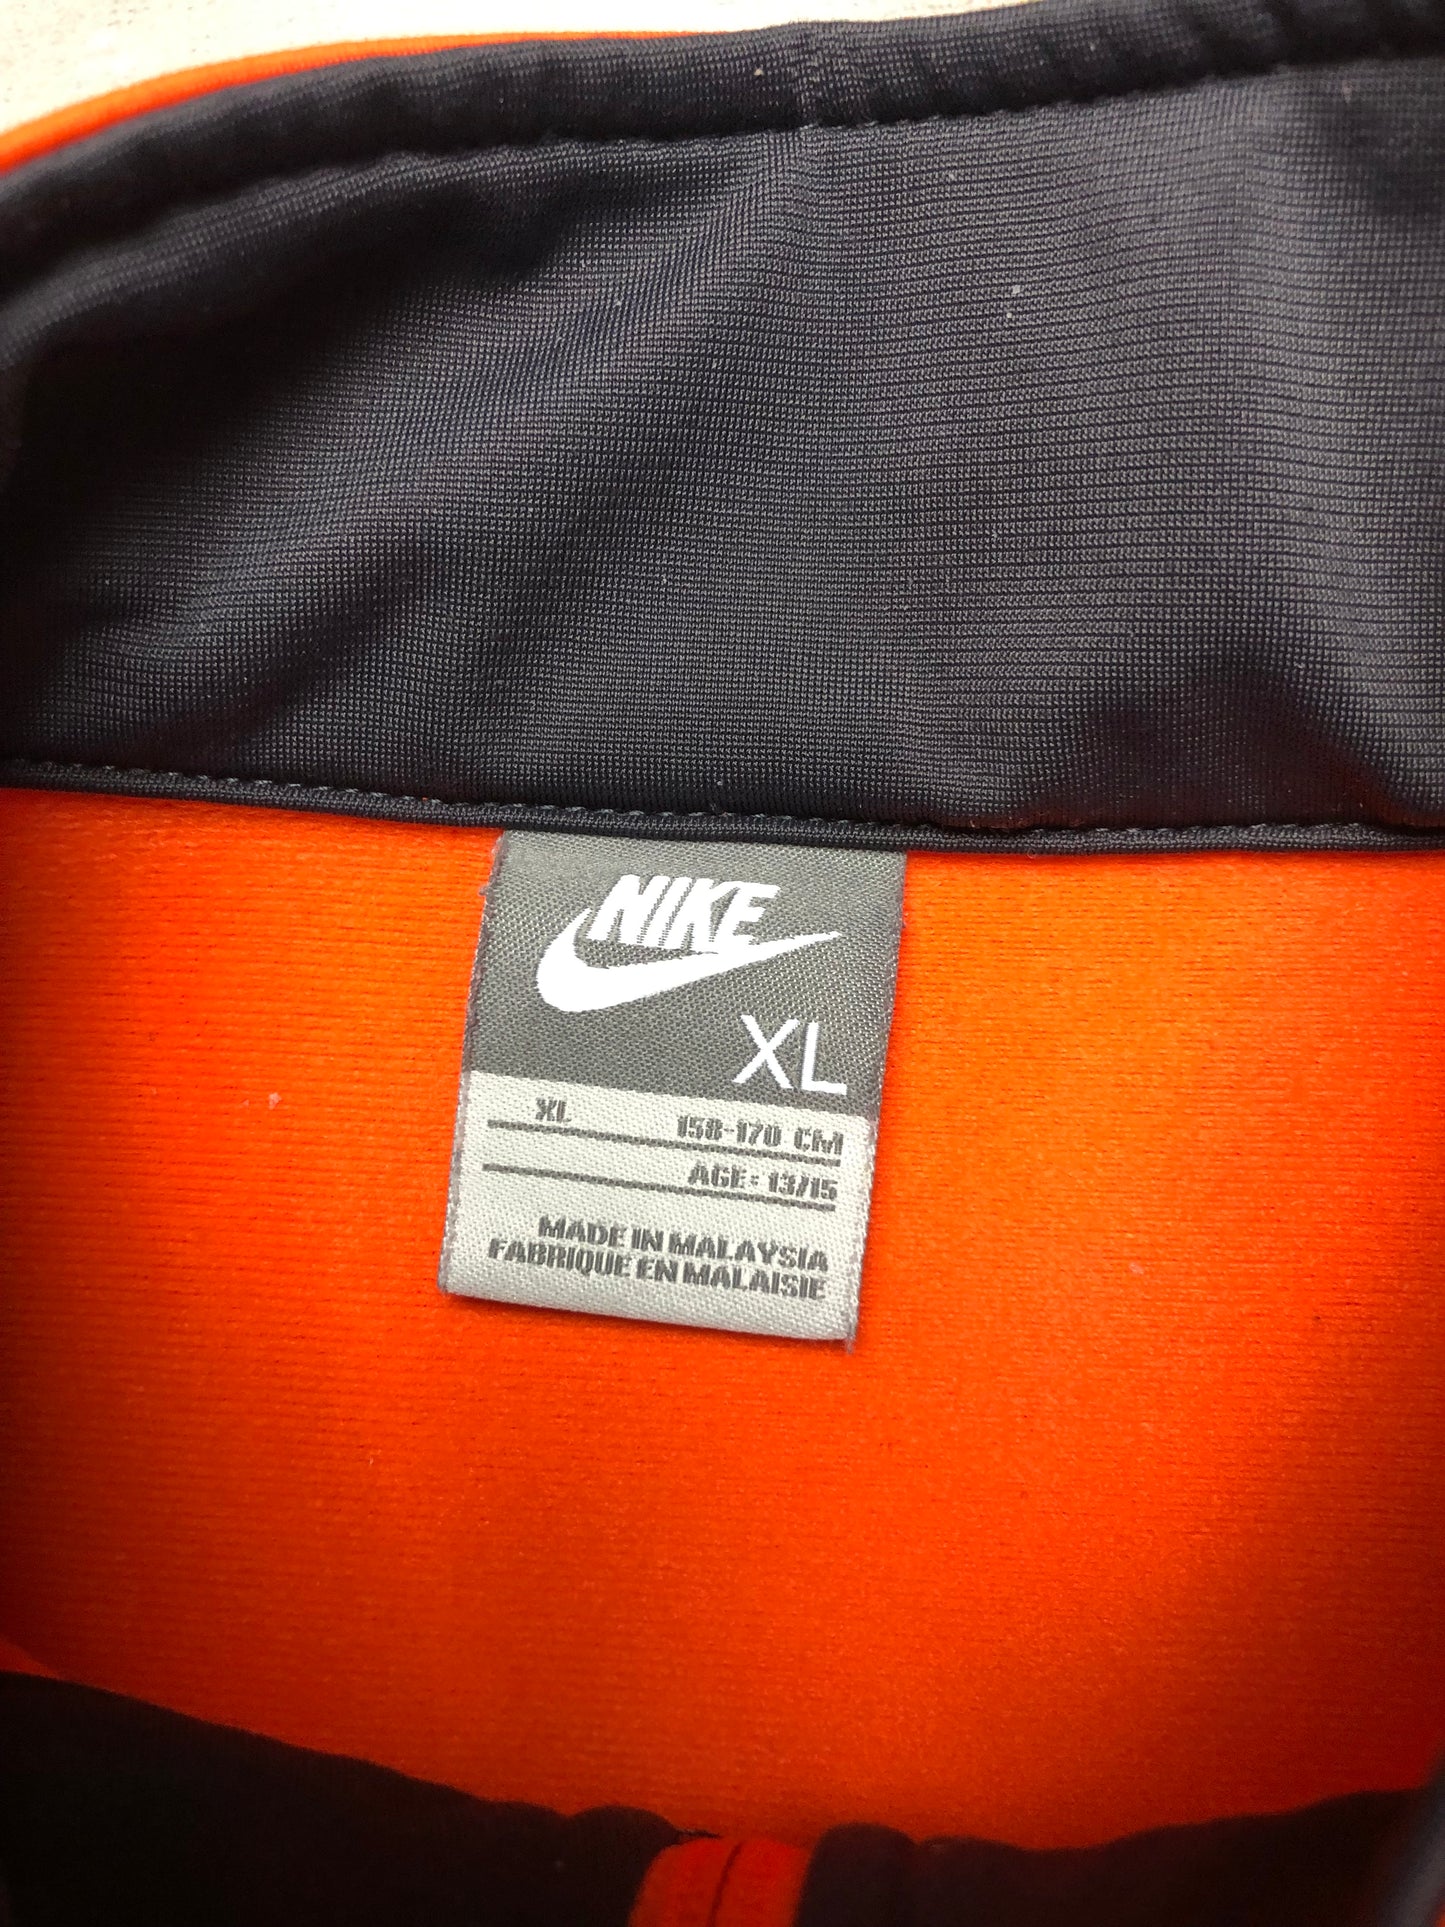 NIKE
XL
XL 158-170 CM
AGE: 13/15
MADE IN MALAYSIA
FABRIQUE EN MALAISIE